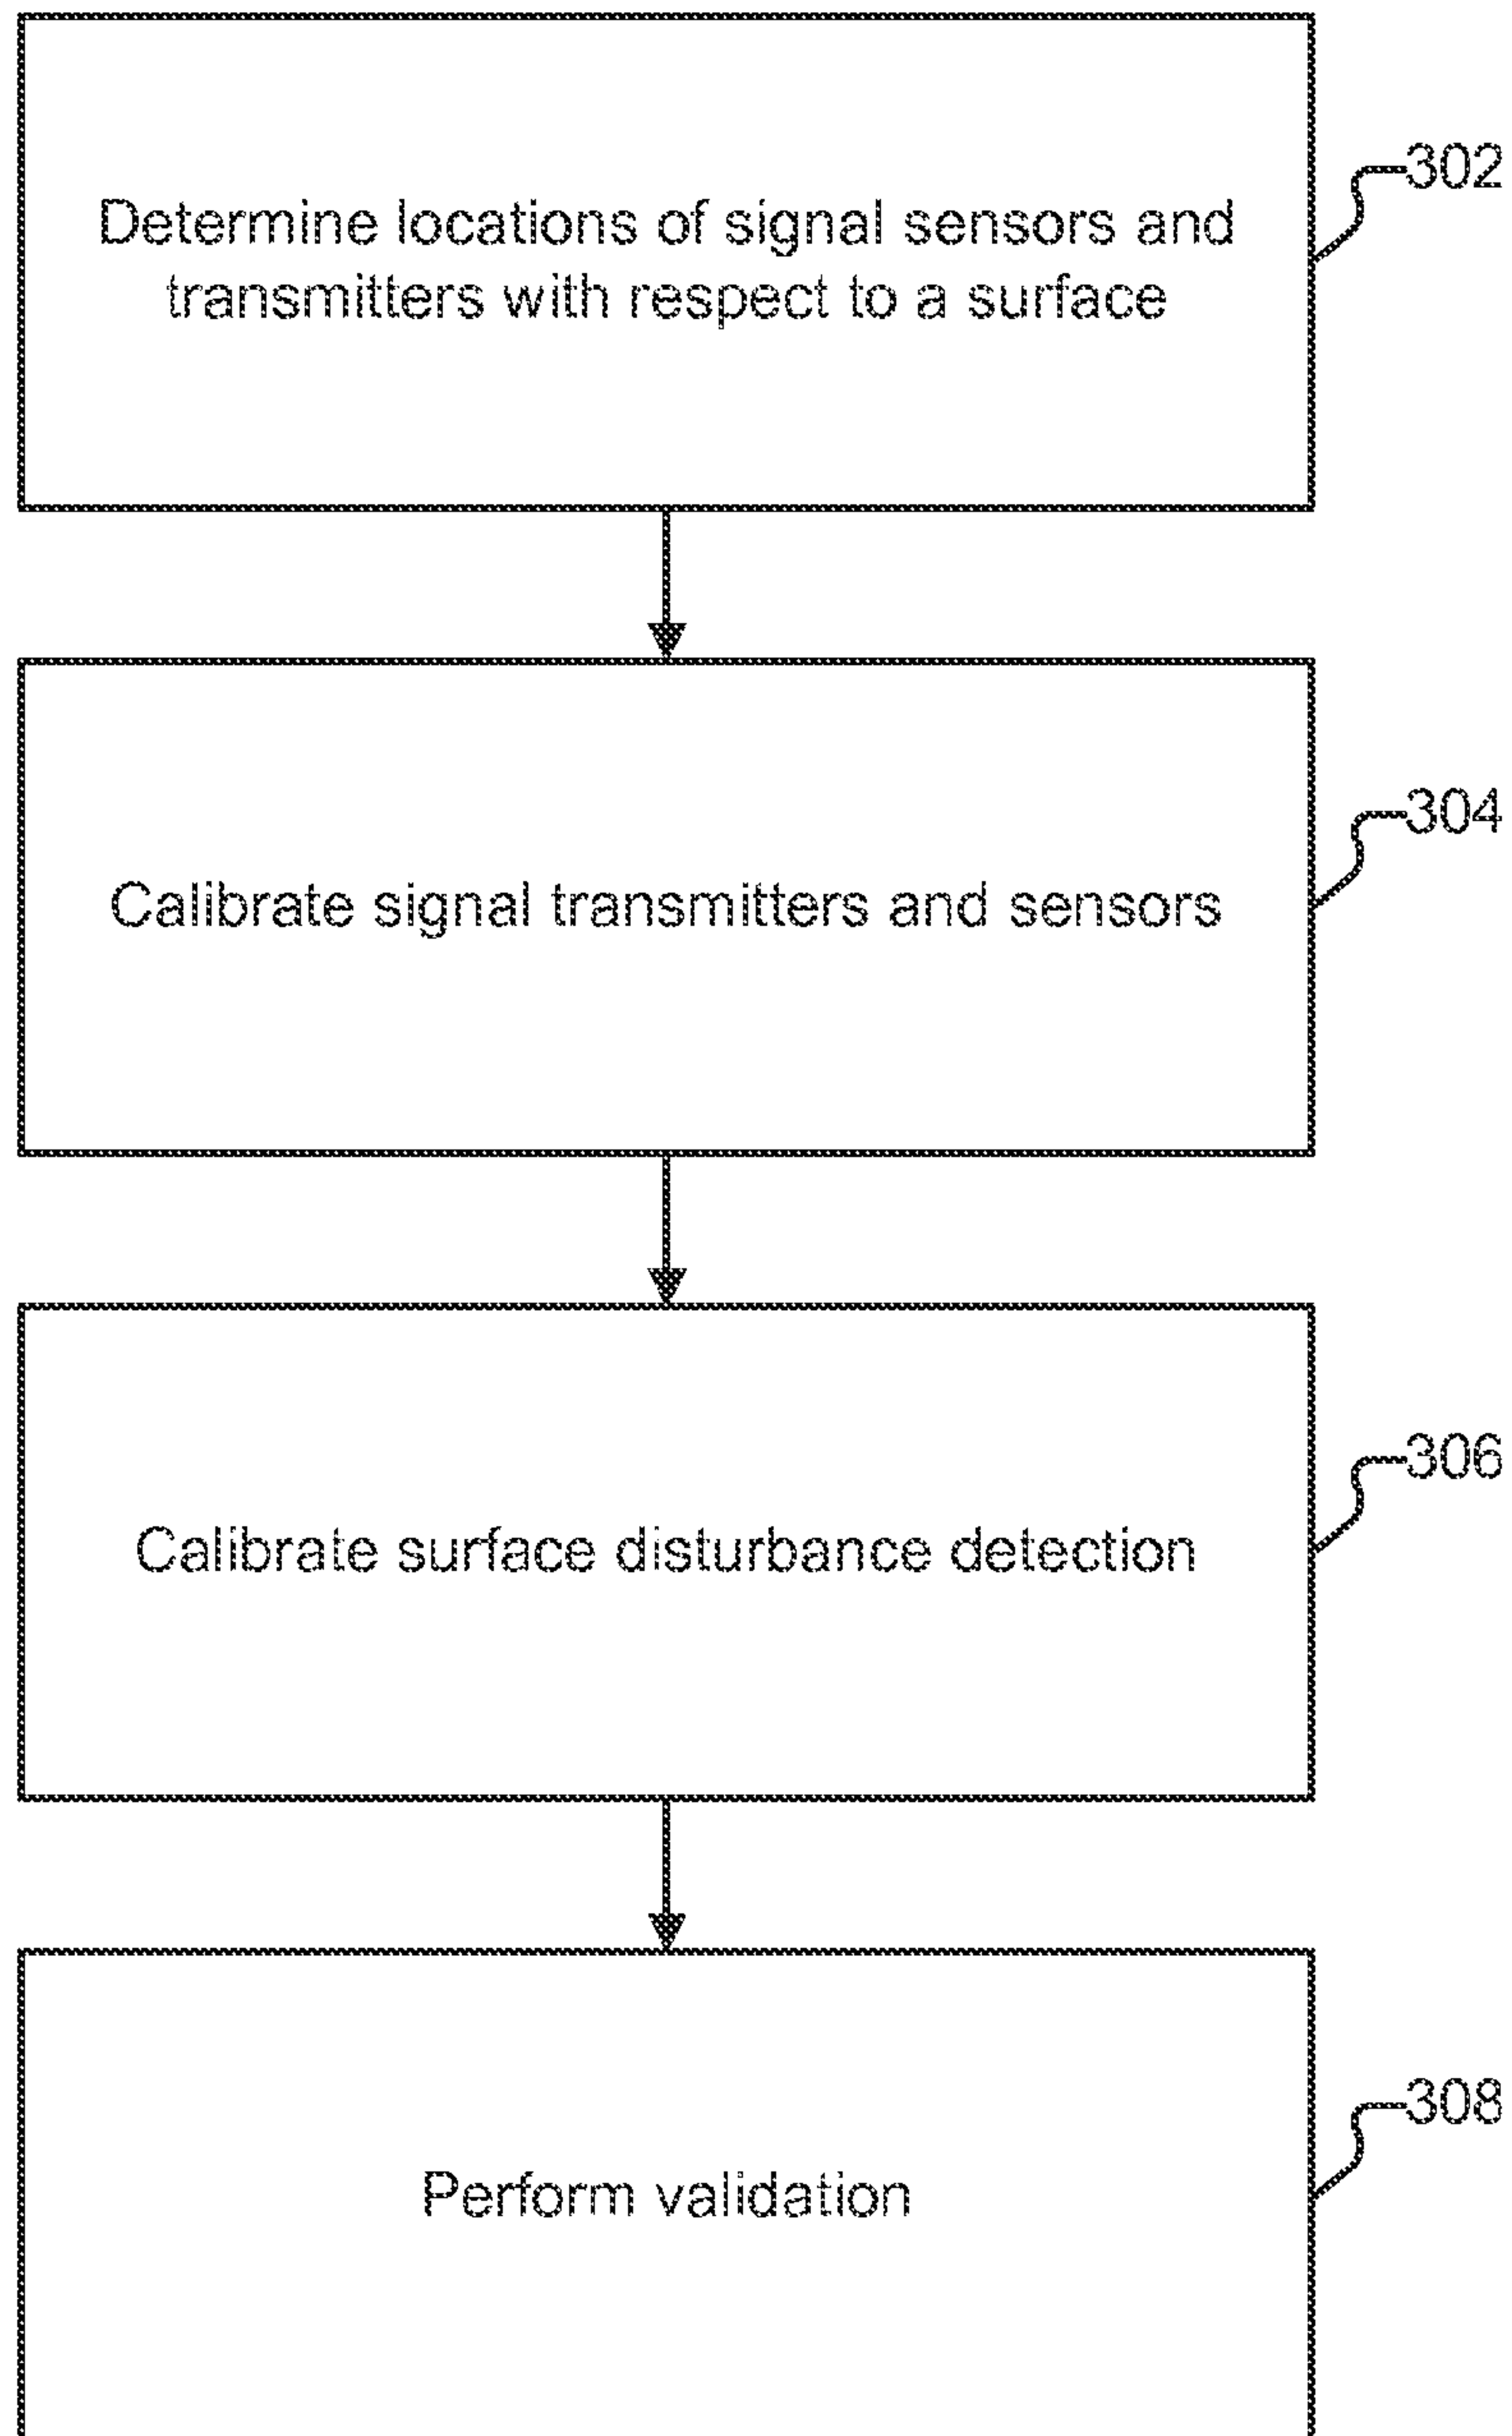 302
Determine locations of signal sensors and
transmitters with respect to a surface
304
Calibrate signal transmitters and sensors
306
Calibrate surface disturbance detection
308
Perform validation